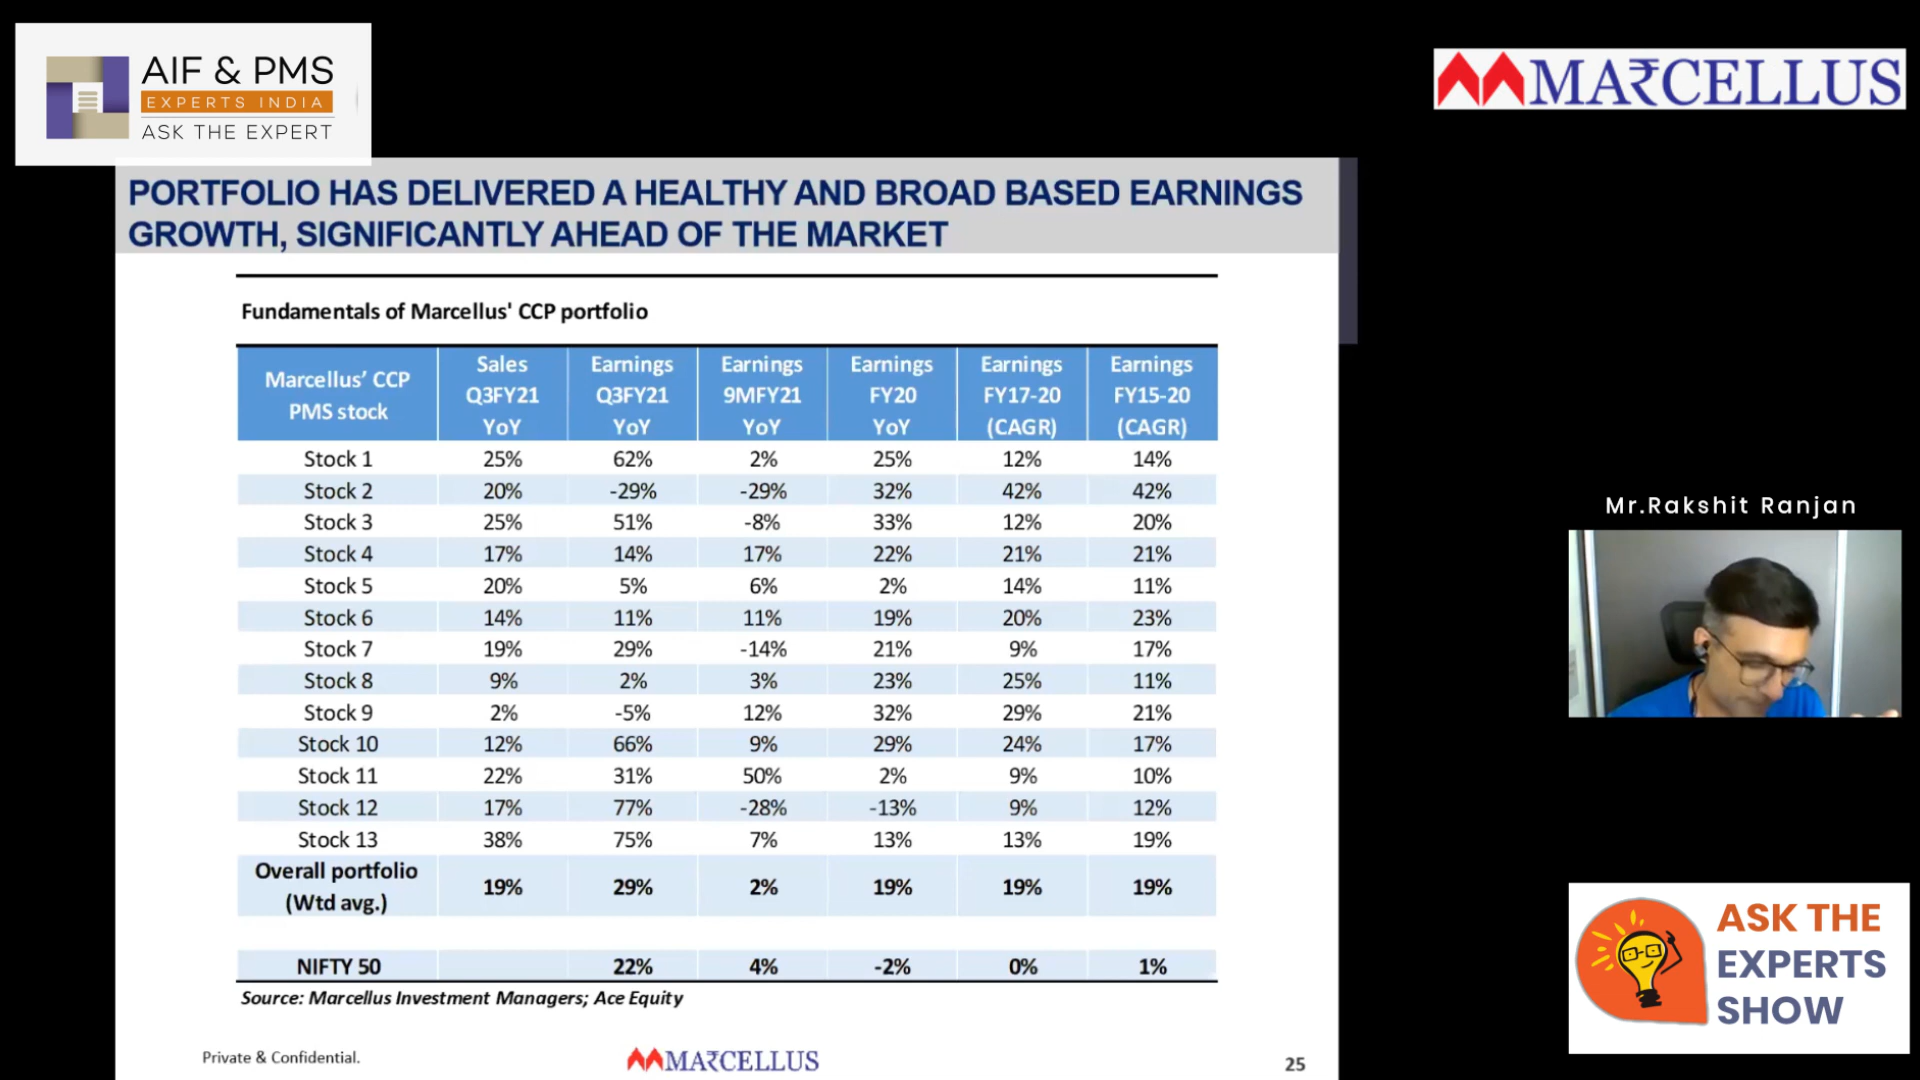 AIF & PMS
EXPERTS INDIA
ASK THE EXPERT
MA₹CELLUS
PORTFOLIO HAS DELIVERED A HEALTHY AND BROAD BASED EARNINGS
GROWTH, SIGNIFICANTLY AHEAD OF THE MARKET
Fundamentals of Marcellus' CCP portfolio
Marcellus’ CCP PMS stock | Sales Q3FY21 YoY | Earnings Q3FY21 YoY | Earnings 9MFY21 YoY | Earnings FY20 YoY | Earnings FY17-20 (CAGR) | Earnings FY15-20 (CAGR)
Stock 1 25% 62% 2% 25% 12% 14%
Stock 2 20% -29% -29% 32% 42% 42%
Stock 3 25% 51% -8% 33% 12% 20%
Stock 4 17% 14% 17% 22% 21% 21%
Stock 5 20% 5% 6% 2% 14% 11%
Stock 6 14% 11% 11% 19% 20% 23%
Stock 7 19% 29% -14% 21% 9% 17%
Stock 8 9% 2% 3% 23% 25% 11%
Stock 9 2% -5% 12% 32% 29% 21%
Stock 10 12% 66% 9% 29% 24% 17%
Stock 11 22% 31% 50% 2% 9% 10%
Stock 12 17% 77% -28% -13% 9% 12%
Stock 13 38% 75% 7% 13% 13% 19%
Overall portfolio (Wtd avg.) 19% 29% 2% 19% 19% 19%
NIFTY 50 22% 4% -2% 0% 1%
Source: Marcellus Investment Managers; Ace Equity
Private & Confidential.
MA₹CELLUS
25
Mr.Rakshit Ranjan
ASK THE
EXPERTS
SHOW